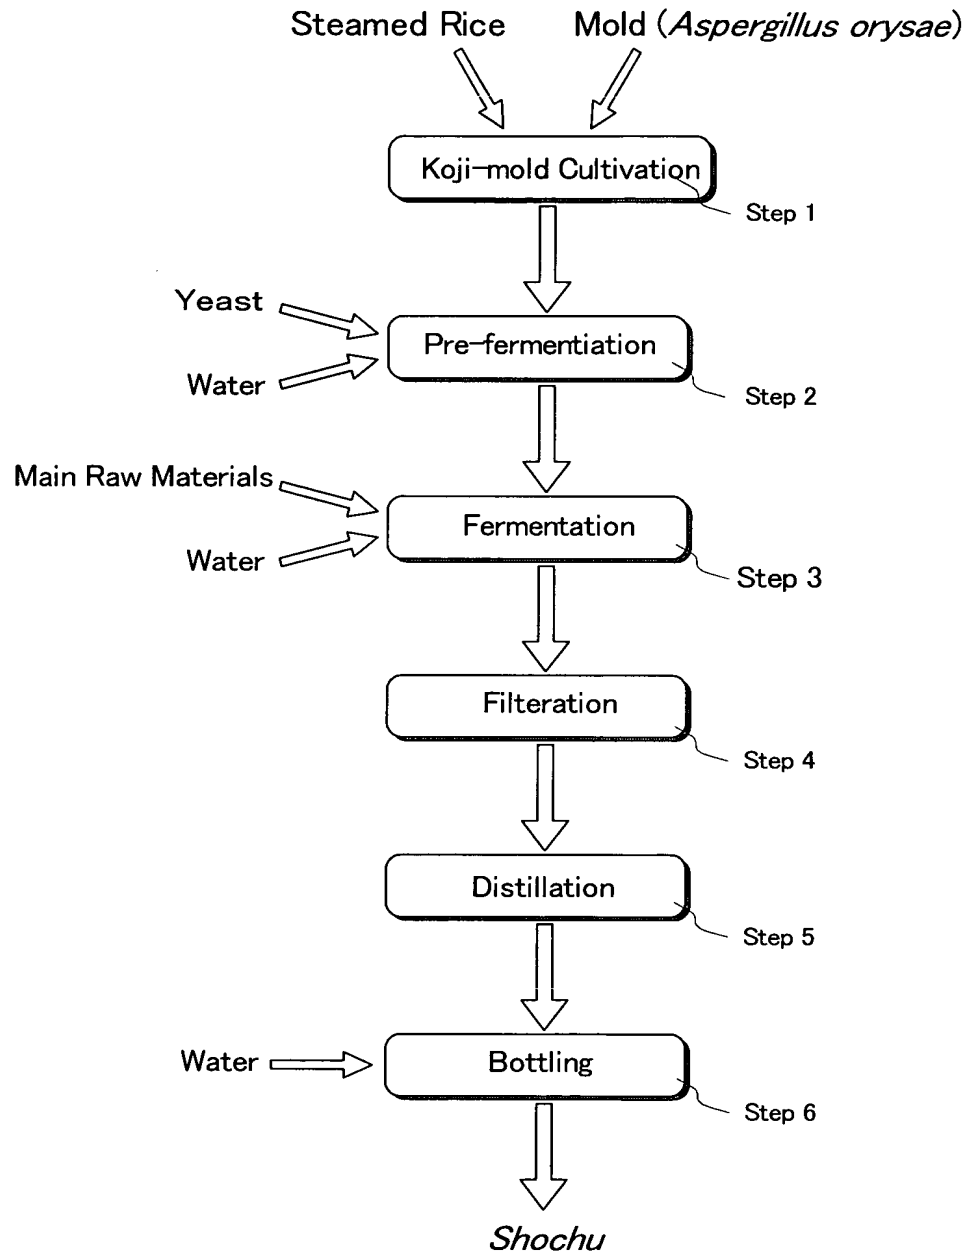 Steamed Rice
Mold (Aspergillus orysae)
Koji-mold Cultivation
Step 1
Yeast
Pre-fermentiation
Water
Step 2
Main Raw Materials
Fermentation
Water
Step 3
Filteration
Step 4
Distillation
Step 5
Water
Bottling
Step 6
Shochu